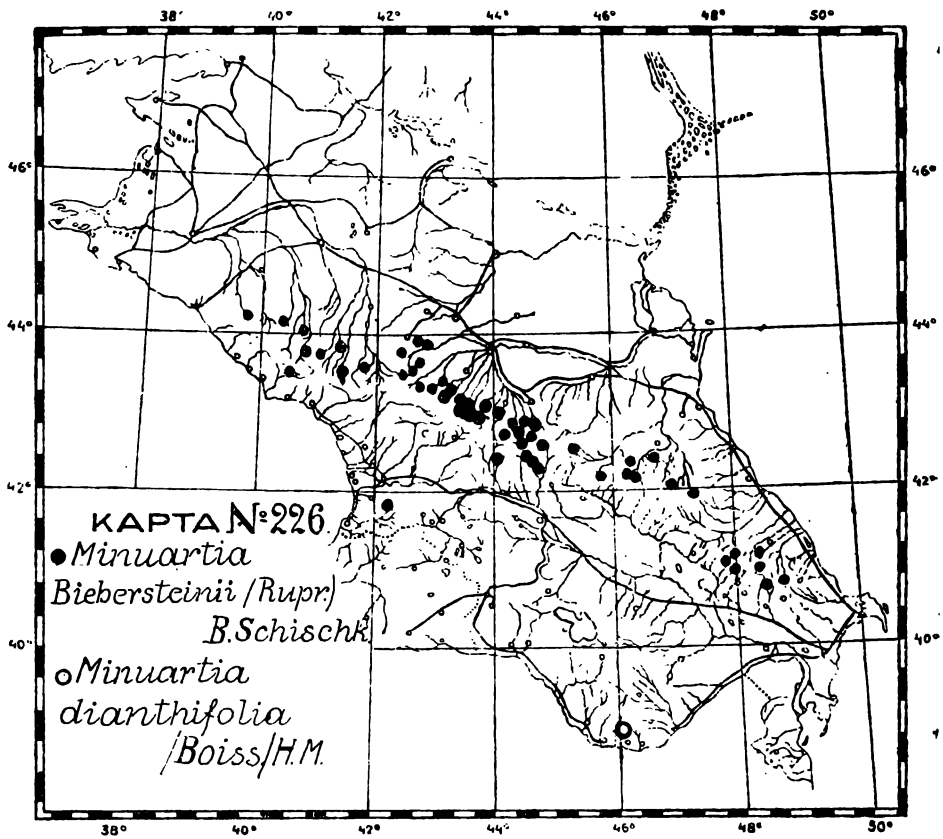 38° 40° 42° 44° 46° 48° 50°
46° 46°
44° 44°
42° 42°
КАРТА №226
Minuartia
Biebersteinii /Rupr)
B.Schischk
40° 40°
Minuartia
dianthifolia
/Boiss/H.M.
38° 40° 42° 44° 46° 48° 50°